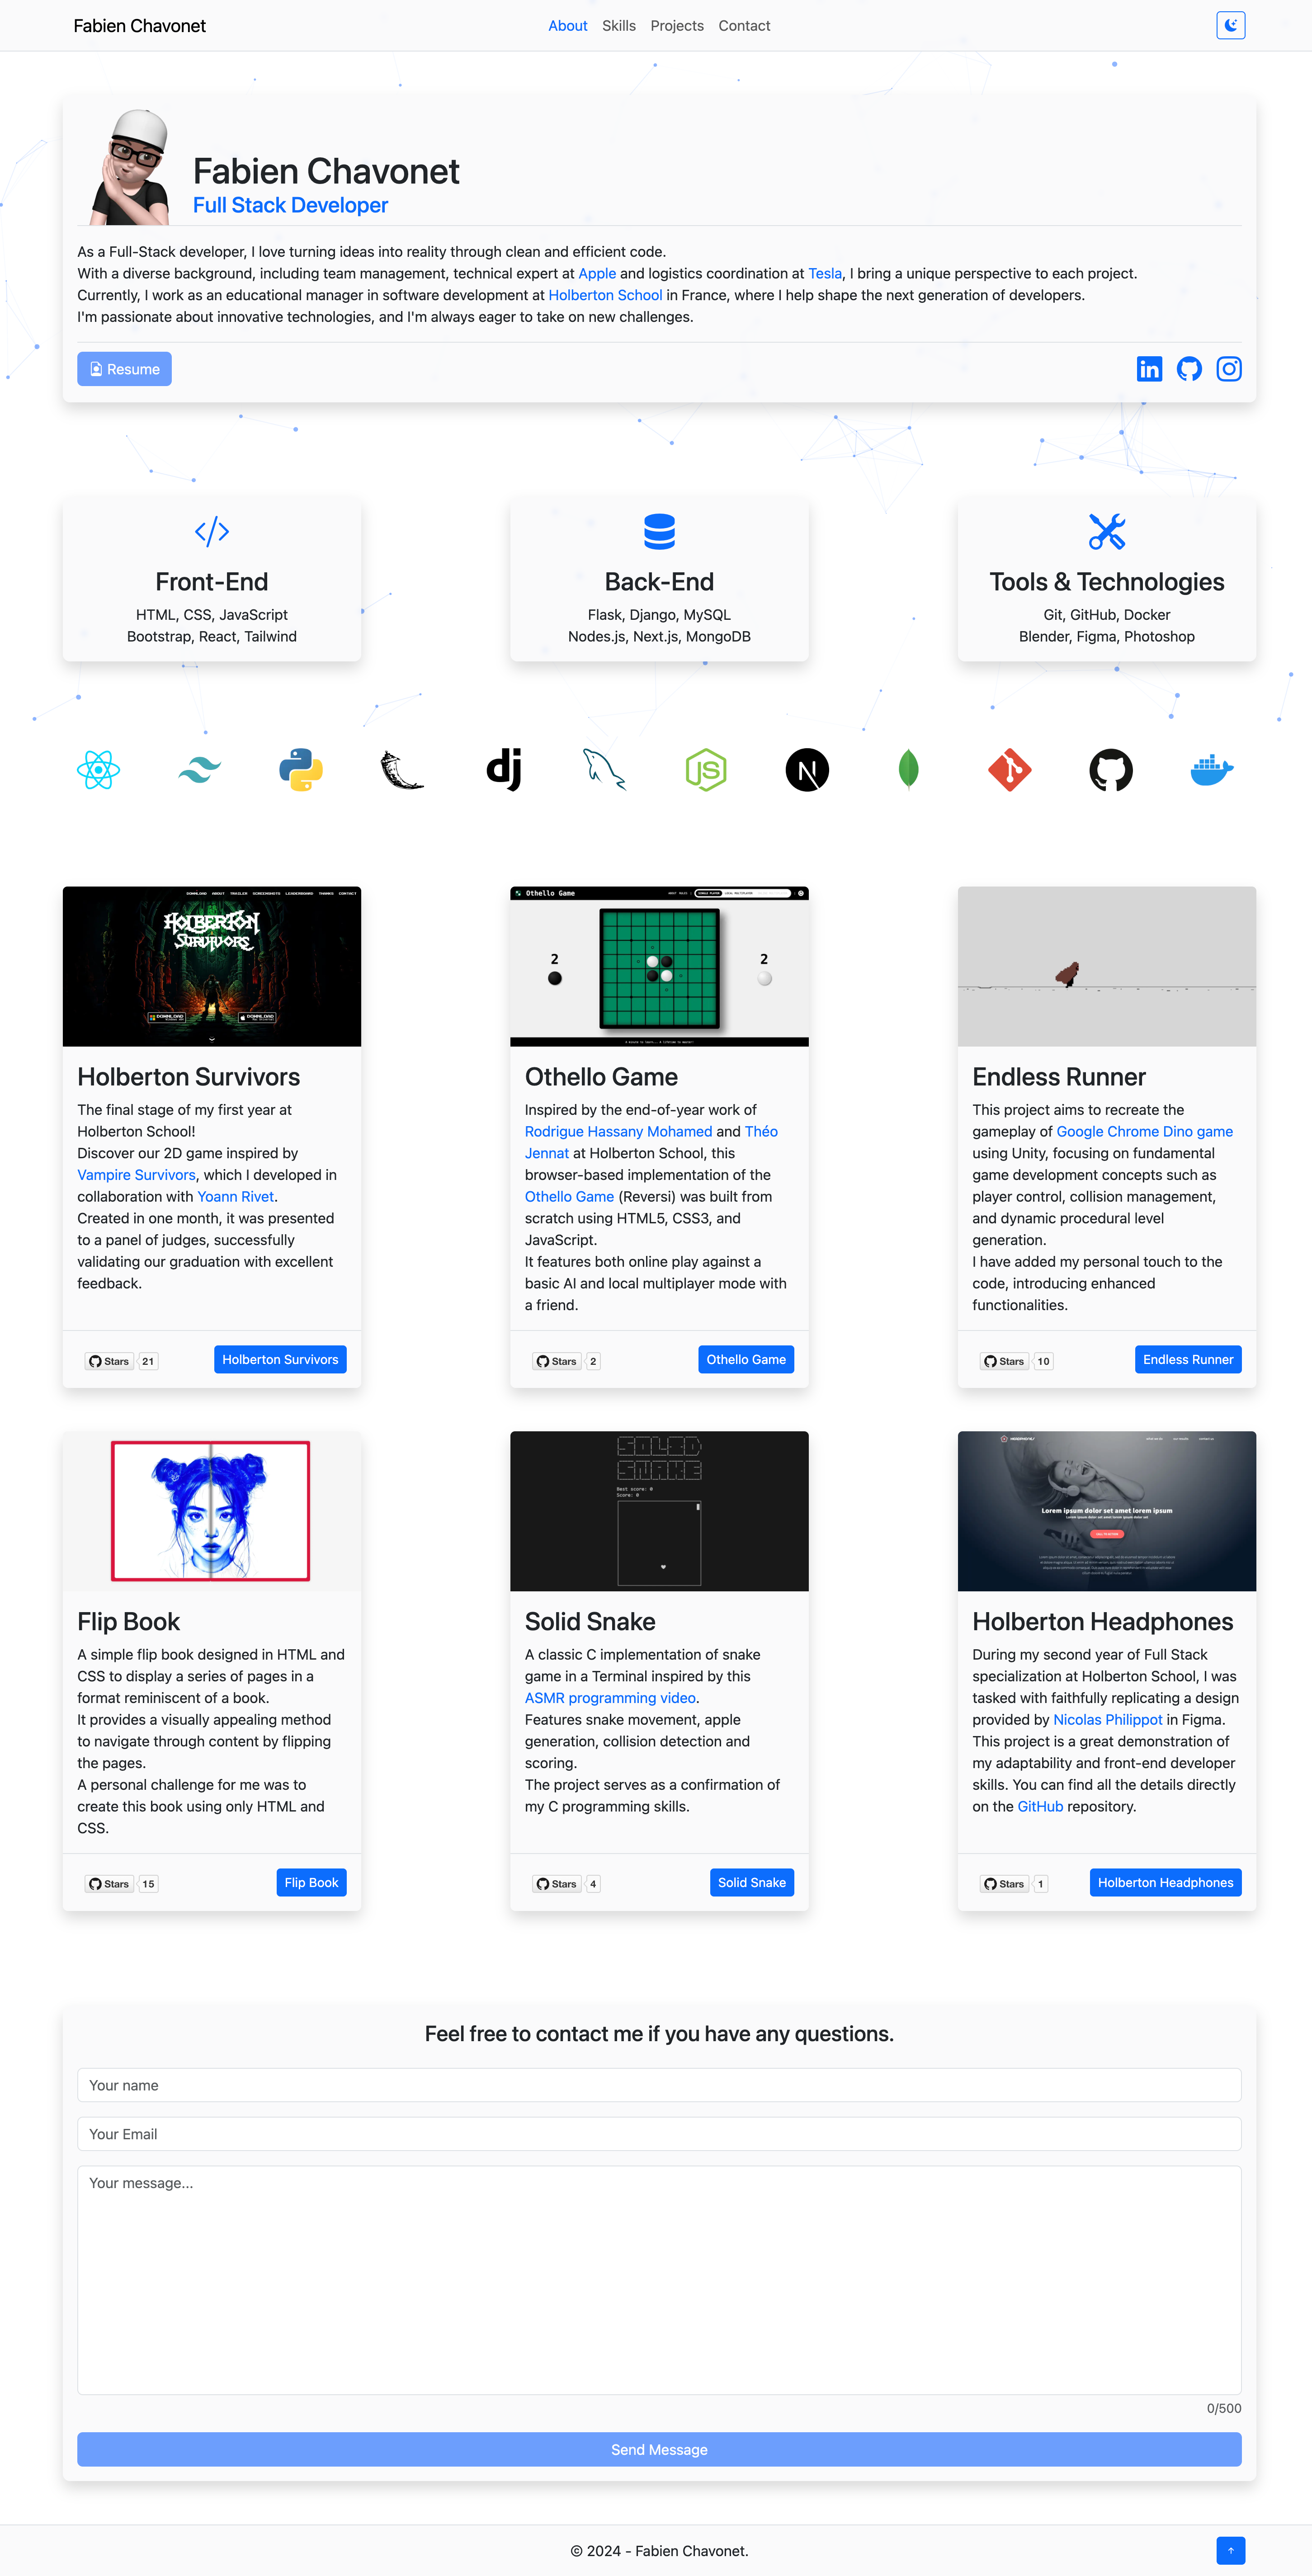 Fabien Chavonet
About Skills Projects Contact
Fabien Chavonet
Full Stack Developer
As a Full-Stack developer, I love turning ideas into reality through clean and efficient code.
With a diverse background, including team management, technical expert at Apple and logistics coordination at Tesla, I bring a unique perspective to each project.
Currently, I work as an educational manager in software development at Holberton School in France, where I help shape the next generation of developers.
I'm passionate about innovative technologies, and I'm always eager to take on new challenges.
Resume
Front-End
HTML, CSS, JavaScript
Bootstrap, React, Tailwind
Back-End
Flask, Django, MySQL
Nodes.js, Next.js, MongoDB
Tools & Technologies
Git, GitHub, Docker
Blender, Figma, Photoshop
DOWNLOAD ABOUT TRAILER SCREENSHOTS LEADERBOARD THANKS CONTACT
HOLBERTON
SURVIVORS
DOWNLOAD DOWNLOAD
Holberton Survivors
The final stage of my first year at
Holberton School!
Discover our 2D game inspired by
Vampire Survivors, which I developed in
collaboration with Yoann Rivet.
Created in one month, it was presented
to a panel of judges, successfully
validating our graduation with excellent
feedback.
Stars 21
Holberton Survivors
Othello Game
2
2
Othello Game
Inspired by the end-of-year work of
Rodrigue Hassany Mohamed and Théo
Jennat at Holberton School, this
browser-based implementation of the
Othello Game (Reversi) was built from
scratch using HTML5, CSS3, and
JavaScript.
It features both online play against a
basic AI and local multiplayer mode with
a friend.
Stars 2
Othello Game
Endless Runner
This project aims to recreate the
gameplay of Google Chrome Dino game
using Unity, focusing on fundamental
game development concepts such as
player control, collision management,
and dynamic procedural level
generation.
I have added my personal touch to the
code, introducing enhanced
functionalities.
Stars 10
Endless Runner
Flip Book
A simple flip book designed in HTML and
CSS to display a series of pages in a
format reminiscent of a book.
It provides a visually appealing method
to navigate through content by flipping
the pages.
A personal challenge for me was to
create this book using only HTML and
CSS.
Stars 15
Flip Book
SOLID
SNAKE
Best score: 0
Score: 0
Solid Snake
A classic C implementation of snake
game in a Terminal inspired by this
ASMR programming video.
Features snake movement, apple
generation, collision detection and
scoring.
The project serves as a confirmation of
my C programming skills.
Stars 4
Solid Snake
Lorem ipsum dolor set amet lorem ipsum
Holberton Headphones
During my second year of Full Stack
specialization at Holberton School, I was
tasked with faithfully replicating a design
provided by Nicolas Philippot in Figma.
This project is a great demonstration of
my adaptability and front-end developer
skills. You can find all the details directly
on the GitHub repository.
Stars 1
Holberton Headphones
Feel free to contact me if you have any questions.
Your name
Your Email
Your message...
0/500
Send Message
© 2024 - Fabien Chavonet.